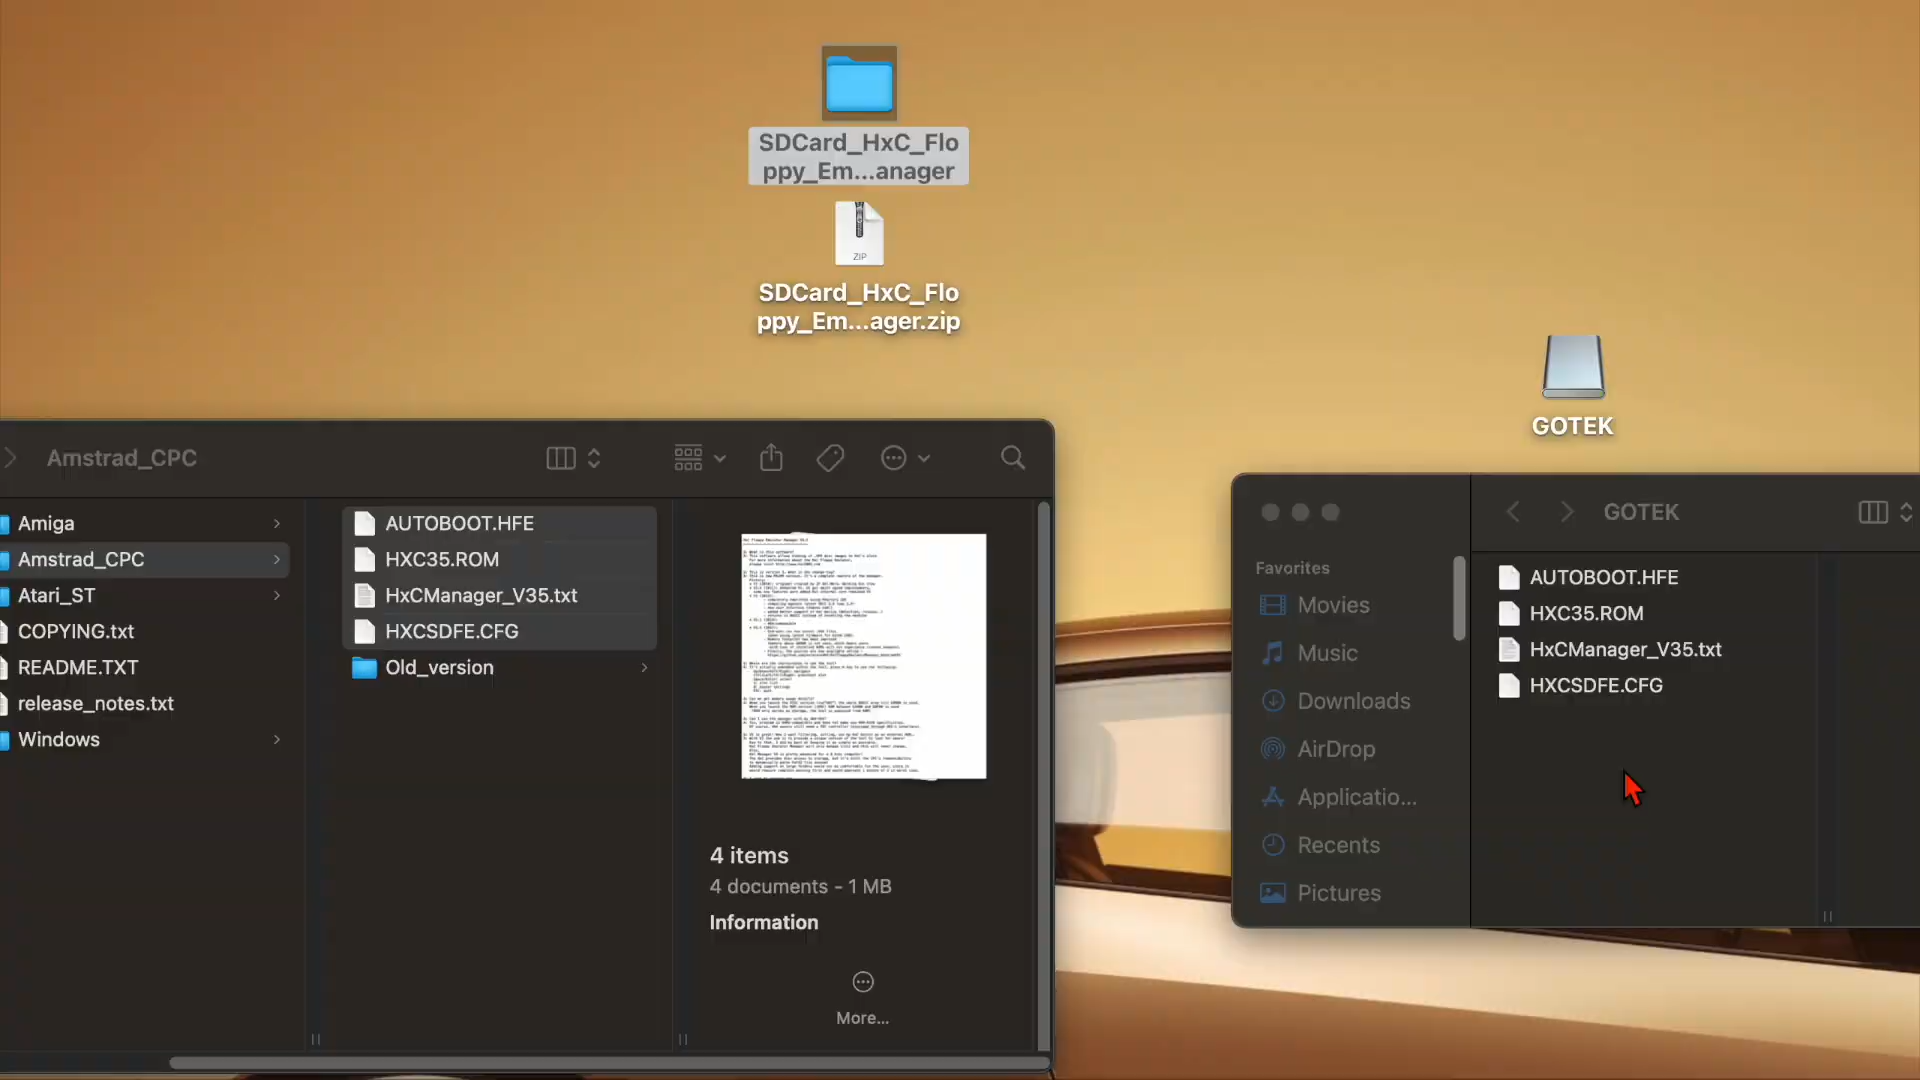 SDCard_HxC_Flo
ppy_Em...anager
ZIP
SDCard_HxC_Flo
ppy_Em...ager.zip
GOTEK
Amstrad_CPC
Amiga
Amstrad_CPC
Atari_ST
COPYING.txt
README.TXT
release_notes.txt
Windows
AUTOBOOT.HFE
HXC35.ROM
HxCManager_V35.txt
HXCSDFE.CFG
Old_version
4 items
4 documents - 1 MB
Information
More...
GOTEK
Favorites
Movies
Music
Downloads
AirDrop
Applicatio...
Recents
Pictures
AUTOBOOT.HFE
HXC35.ROM
HxCManager_V35.txt
HXCSDFE.CFG